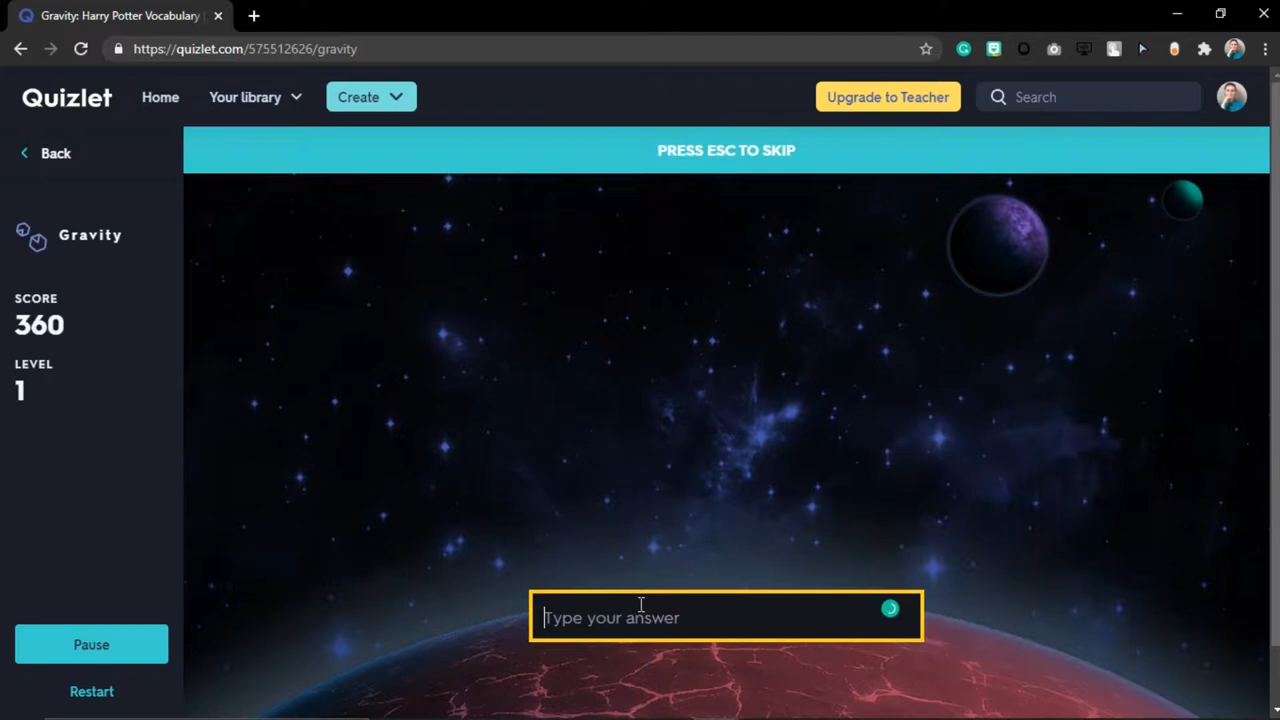 Gravity: Harry Potter Vocabulary
https://quizlet.com/575512626/gravity
Quizlet
Home
Your library
Create
Upgrade to Teacher
Search
Back
PRESS ESC TO SKIP
Gravity
SCORE
360
LEVEL
1
Type your answer
Pause
Restart